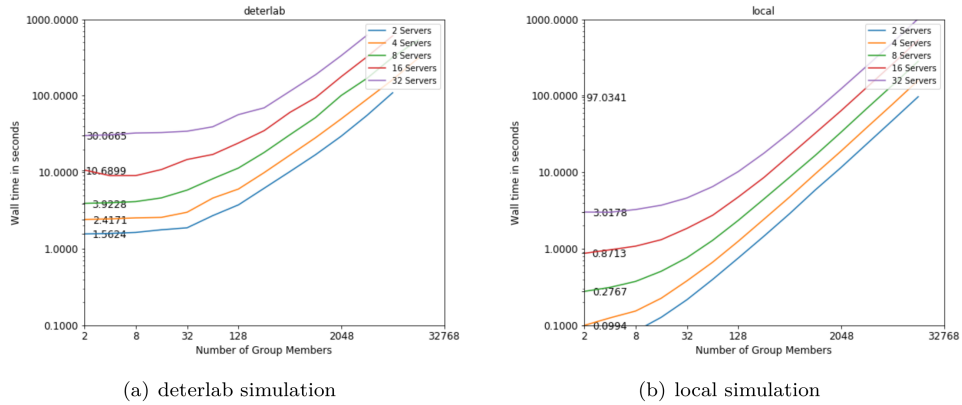 deterlab
1000.0000
100.0000
10.0000
1.0000
0.1000
Wall time in seconds
30.0665
10.6899
3.9228
2.4171
1.5624
2 Servers
4 Servers
8 Servers
16 Servers
32 Servers
2 8 32 128 2048 32768
Number of Group Members
(a) deterlab simulation
local
1000.0000
100.0000
10.0000
1.0000
0.1000
Wall time in seconds
97.0341
3.0178
0.8713
0.2767
0.0994
2 Servers
4 Servers
8 Servers
16 Servers
32 Servers
2 8 32 128 2048 32768
Number of Group Members
(b) local simulation